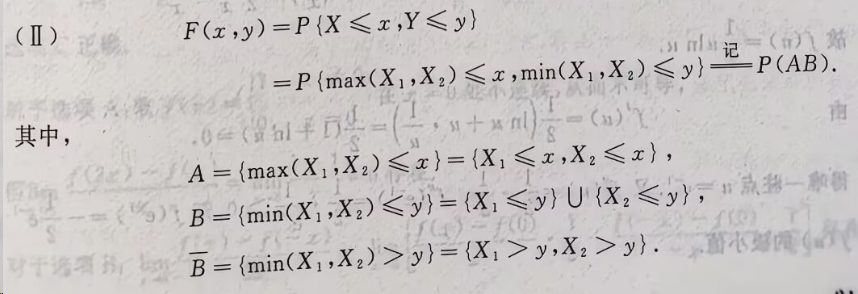 (Ⅱ) F(x,y)=P{X≤x,Y≤y}
=P{max(X₁,X₂)≤x,min(X₁,X₂)≤y}≝记P(AB).
其中,
A={max(X₁,X₂)≤x}={X₁≤x,X₂≤x},
B={min(X₁,X₂)≤y}={X₁≤y}∪{X₂≤y},
B̅={min(X₁,X₂)>y}={X₁>y,X₂>y}.